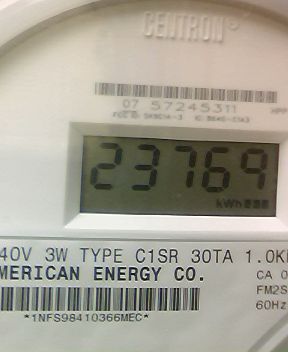 CENTRON®
07 57245311
23769
kWh
40V 3W TYPE C1SR 30TA 1.0K
MERICAN ENERGY CO.
CA 0
FM2S
60Hz
*1NFS98410366MEC*